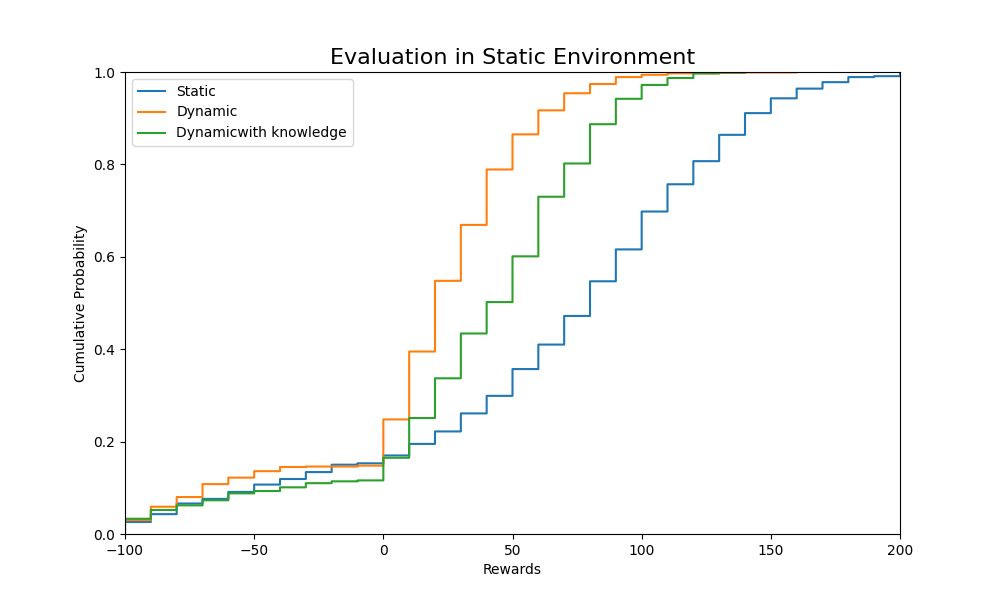 Evaluation in Static Environment
Static
Dynamic
Dynamicwith knowledge
Cumulative Probability
1.0
0.8
0.6
0.4
0.2
0.0
−100
−50
0
50
100
150
200
Rewards